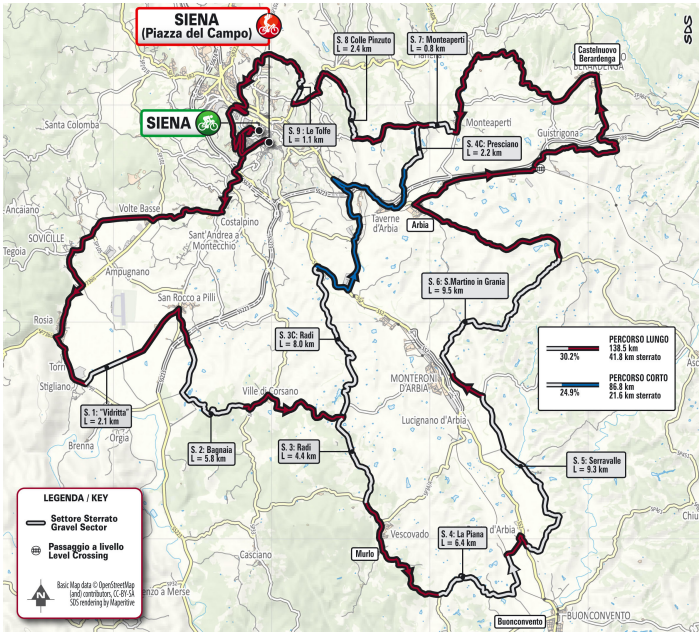 SIENA
(Piazza del Campo)
SDS
S. 8 Colle Pinzuto
L = 2.4 km
S. 7: Monteaperti
L = 0.8 km
Castelnuovo
Berardenga
BERARDENGA
SIENA
Santa Colomba
S. 9 : Le Tolfe
L = 1.1 km
Monteaperti
Guistrigona
S. 4C: Presciano
L = 2.2 km
Volte Basse
Ancaiano
Costalpino
Taverne
d'Arbia
Arbia
SOVICILLE
Tegoia
Sant'Andrea a
Montecchio
Ampugnano
San Rocco a Pilli
S. 6: S.Martino in Grania
L = 9.5 km
Rosia
S. 3C: Radi
L = 8.0 km
PERCORSO LUNGO
138.5 km
30.2%
41.8 km sterrato
PERCORSO CORTO
86.8 km
24.9%
21.6 km sterrato
Torri
Stigliano
MONTERONI
D'ARBIA
Ville di Corsano
S. 1: "Vidritta"
L = 2.1 km
Lucignano d'Arbia
Brenna
Orgia
S. 2: Bagnaia
L = 5.8 km
S. 3: Radi
L = 4.4 km
S. 5: Serravalle
L = 9.3 km
LEGENDA / KEY
Settore Sterrato
Gravel Sector
Passaggio a livello
Level Crossing
Basic Map data © OpenStreetMap
(and) contributors, CC-BY-SA
SDS rendering by Maperitive
N
Vescovado
S. 4: La Piana
L = 6.4 km
d'Arbia
Murlo
Casciano
enzo a Merse
Buonconvento
BUONCONVENTO